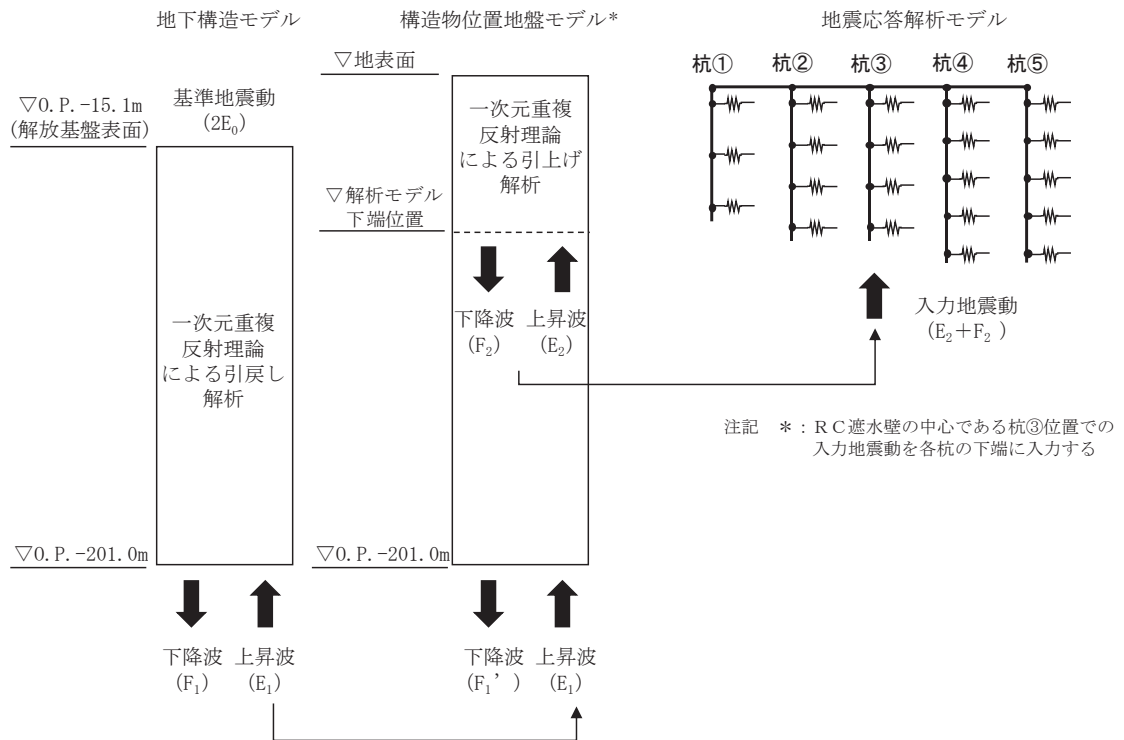 地下構造モデル
▽O.P.-15.1m
(解放基盤表面)
基準地震動
(2E₀)
一次元重複
反射理論
による引戻し
解析
▽O.P.-201.0m
下降波
(F₁)
上昇波
(E₁)
構造物位置地盤モデル*
▽地表面
一次元重複
反射理論
による引上げ
解析
▽解析モデル
下端位置
下降波
(F₂)
上昇波
(E₂)
▽O.P.-201.0m
下降波
(F₁’)
上昇波
(E₁)
地震応答解析モデル
杭① 杭② 杭③ 杭④ 杭⑤
入力地震動
(E₂+F₂)
注記 *:RC遮水壁の中心である杭③位置での
入力地震動を各杭の下端に入力する